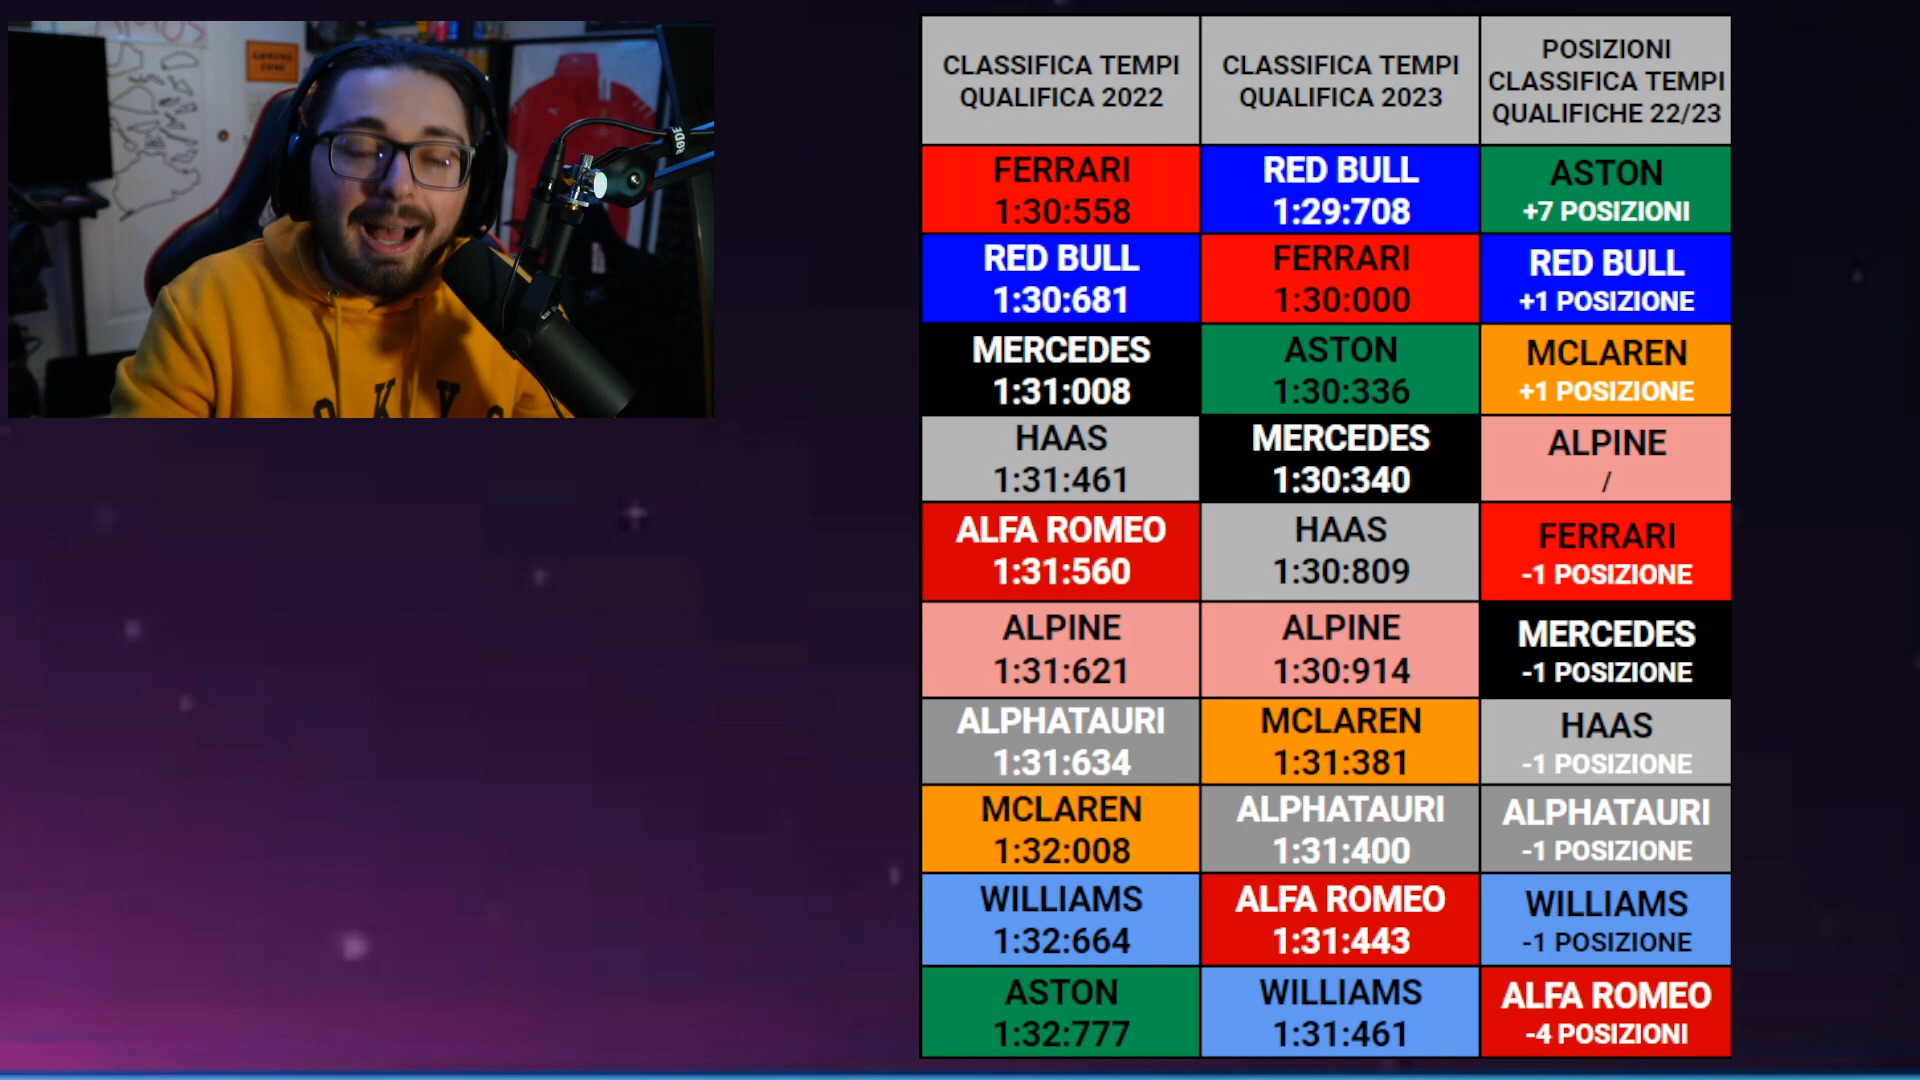 GAMING
ZONE
RØDE
CLASSIFICA TEMPI
QUALIFICA 2022
CLASSIFICA TEMPI
QUALIFICA 2023
POSIZIONI
CLASSIFICA TEMPI
QUALIFICHE 22/23
FERRARI
1:30:558
RED BULL
1:29:708
ASTON
+7 POSIZIONI
RED BULL
1:30:681
FERRARI
1:30:000
RED BULL
+1 POSIZIONE
MERCEDES
1:31:008
ASTON
1:30:336
MCLAREN
+1 POSIZIONE
HAAS
1:31:461
MERCEDES
1:30:340
ALPINE
/
ALFA ROMEO
1:31:560
HAAS
1:30:809
FERRARI
-1 POSIZIONE
ALPINE
1:31:621
ALPINE
1:30:914
MERCEDES
-1 POSIZIONE
ALPHATAURI
1:31:634
MCLAREN
1:31:381
HAAS
-1 POSIZIONE
MCLAREN
1:32:008
ALPHATAURI
1:31:400
ALPHATAURI
-1 POSIZIONE
WILLIAMS
1:32:664
ALFA ROMEO
1:31:443
WILLIAMS
-1 POSIZIONE
ASTON
1:32:777
WILLIAMS
1:31:461
ALFA ROMEO
-4 POSIZIONI